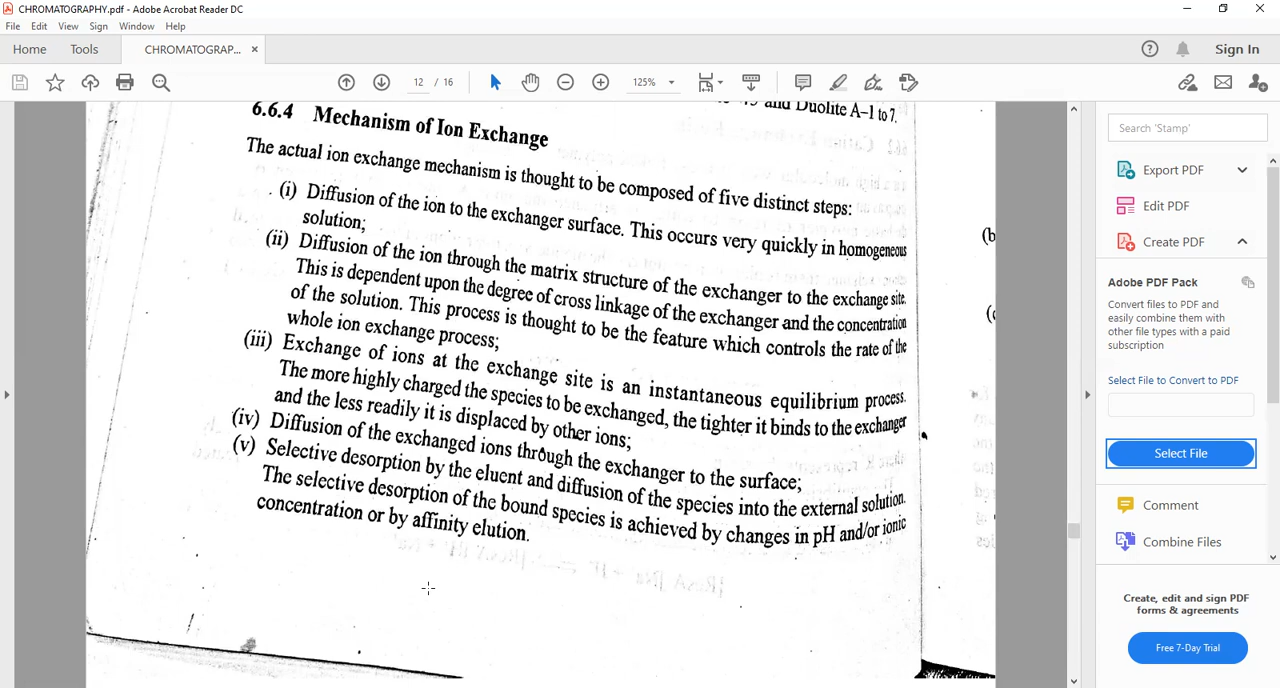 CHROMATOGRAPHY.pdf - Adobe Acrobat Reader DC
File Edit View Sign Window Help
Home Tools CHROMATOGRAP... × Sign In
12 / 16 125%
and Duolite A–1 to 7.
6.6.4 Mechanism of Ion Exchange
The actual ion exchange mechanism is thought to be composed of five distinct steps:
(i) Diffusion of the ion to the exchanger surface. This occurs very quickly in homogeneous
solution;
(ii) Diffusion of the ion through the matrix structure of the exchanger to the exchange site.
This is dependent upon the degree of cross linkage of the exchanger and the concentration
of the solution. This process is thought to be the feature which controls the rate of the
whole ion exchange process;
(iii) Exchange of ions at the exchange site is an instantaneous equilibrium process.
The more highly charged the species to be exchanged, the tighter it binds to the exchanger
and the less readily it is displaced by other ions;
(iv) Diffusion of the exchanged ions through the exchanger to the surface;
(v) Selective desorption by the eluent and diffusion of the species into the external solution.
The selective desorption of the bound species is achieved by changes in pH and/or ionic
concentration or by affinity elution.
(b
Search 'Stamp'
Export PDF
Edit PDF
Create PDF
Adobe PDF Pack
Convert files to PDF and
easily combine them with
other file types with a paid
subscription
Select File to Convert to PDF
Select File
Comment
Combine Files
Create, edit and sign PDF
forms & agreements
Free 7-Day Trial